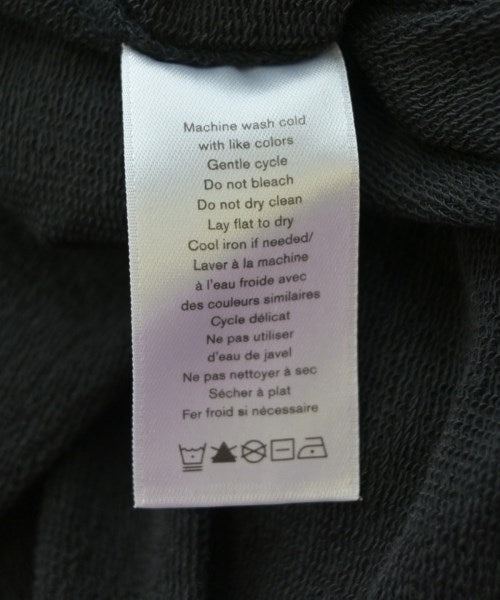 Machine wash cold
with like colors
Gentle cycle
Do not bleach
Do not dry clean
Lay flat to dry
Cool iron if needed/
Laver à la machine
à l'eau froide avec
des couleurs similaires
Cycle délicat
Ne pas utiliser
d'eau de javel
Ne pas nettoyer à sec
Sécher à plat
Fer froid si nécessaire